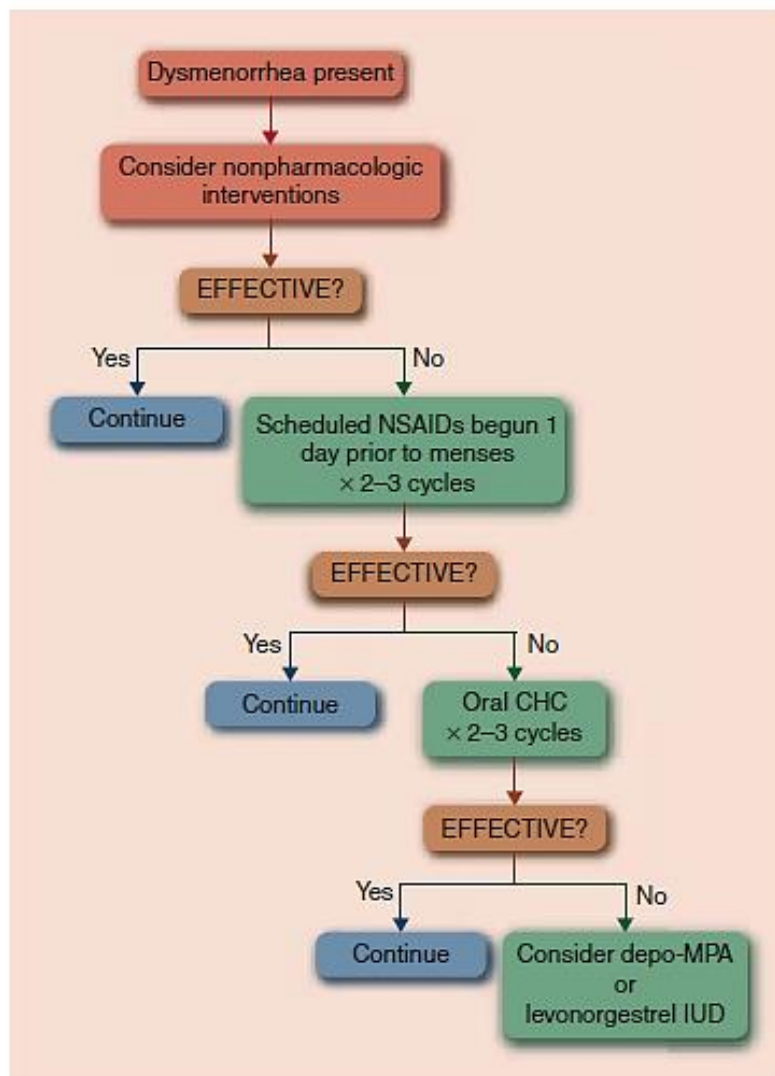 Dysmenorrhea present
Consider nonpharmacologic
interventions
EFFECTIVE?
Yes
No
Continue
Scheduled NSAIDs begun 1
day prior to menses
× 2–3 cycles
EFFECTIVE?
Yes
No
Continue
Oral CHC
× 2–3 cycles
EFFECTIVE?
Yes
No
Continue
Consider depo-MPA
or
levonorgestrel IUD